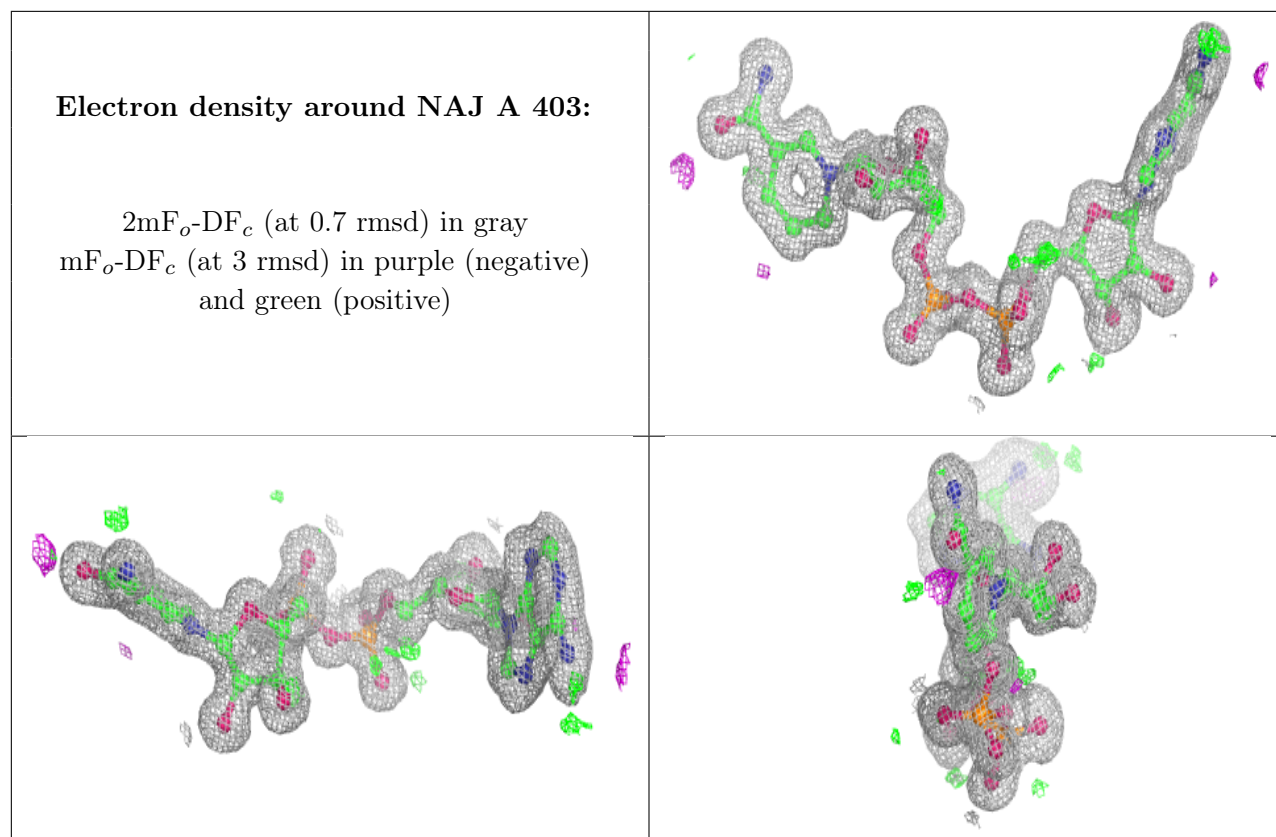 Electron density around NAJ A 403:
2mFₒ-DF𝒸 (at 0.7 rmsd) in gray
mFₒ-DF𝒸 (at 3 rmsd) in purple (negative)
and green (positive)